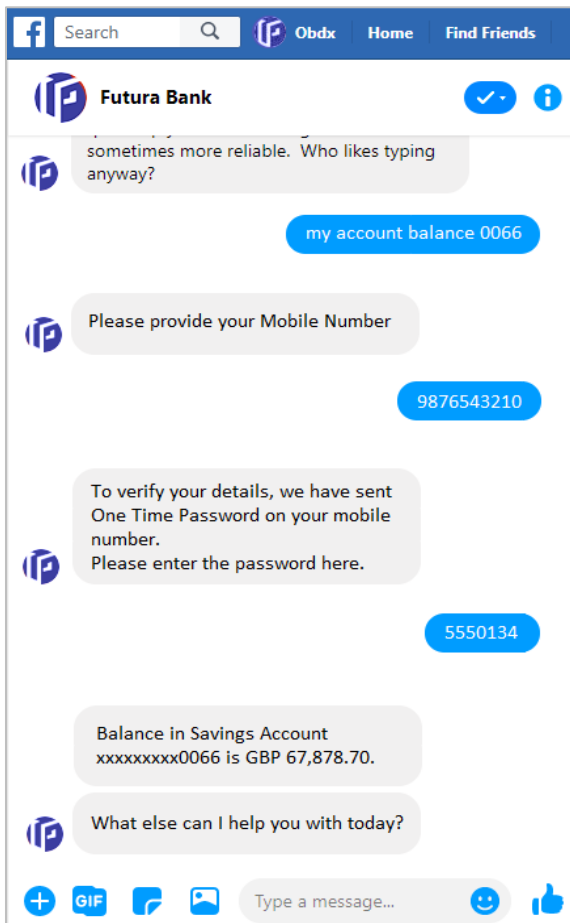 f
Search
Obdx
Home
Find Friends
Futura Bank
sometimes more reliable. Who likes typing
anyway?
my account balance 0066
Please provide your Mobile Number
9876543210
To verify your details, we have sent
One Time Password on your mobile
number.
Please enter the password here.
5550134
Balance in Savings Account
xxxxxxxxx0066 is GBP 67,878.70.
What else can I help you with today?
GIF
Type a message...